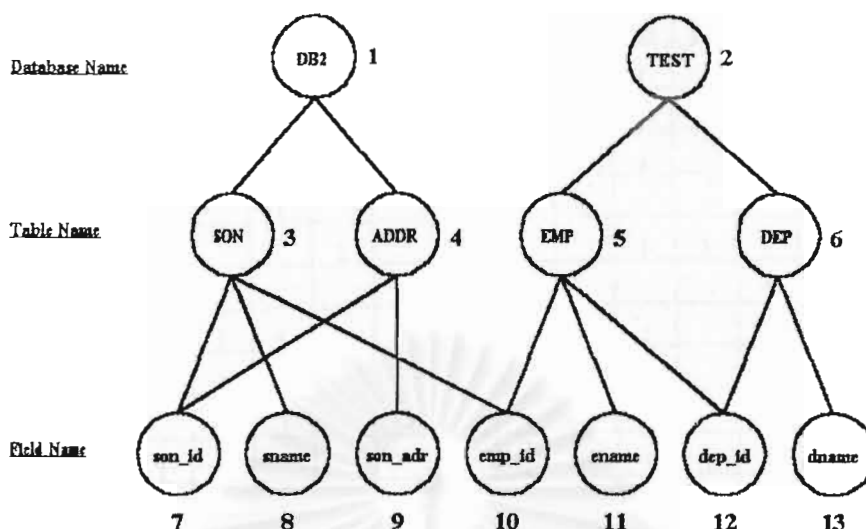 Database Name
DB2 1
TEST 2
Table Name
SON 3
ADDR 4
EMP 5
DEP 6
Field Name
son_id
sname
son_adr
emp_id
ename
dep_id
dname
7 8 9 10 11 12 13